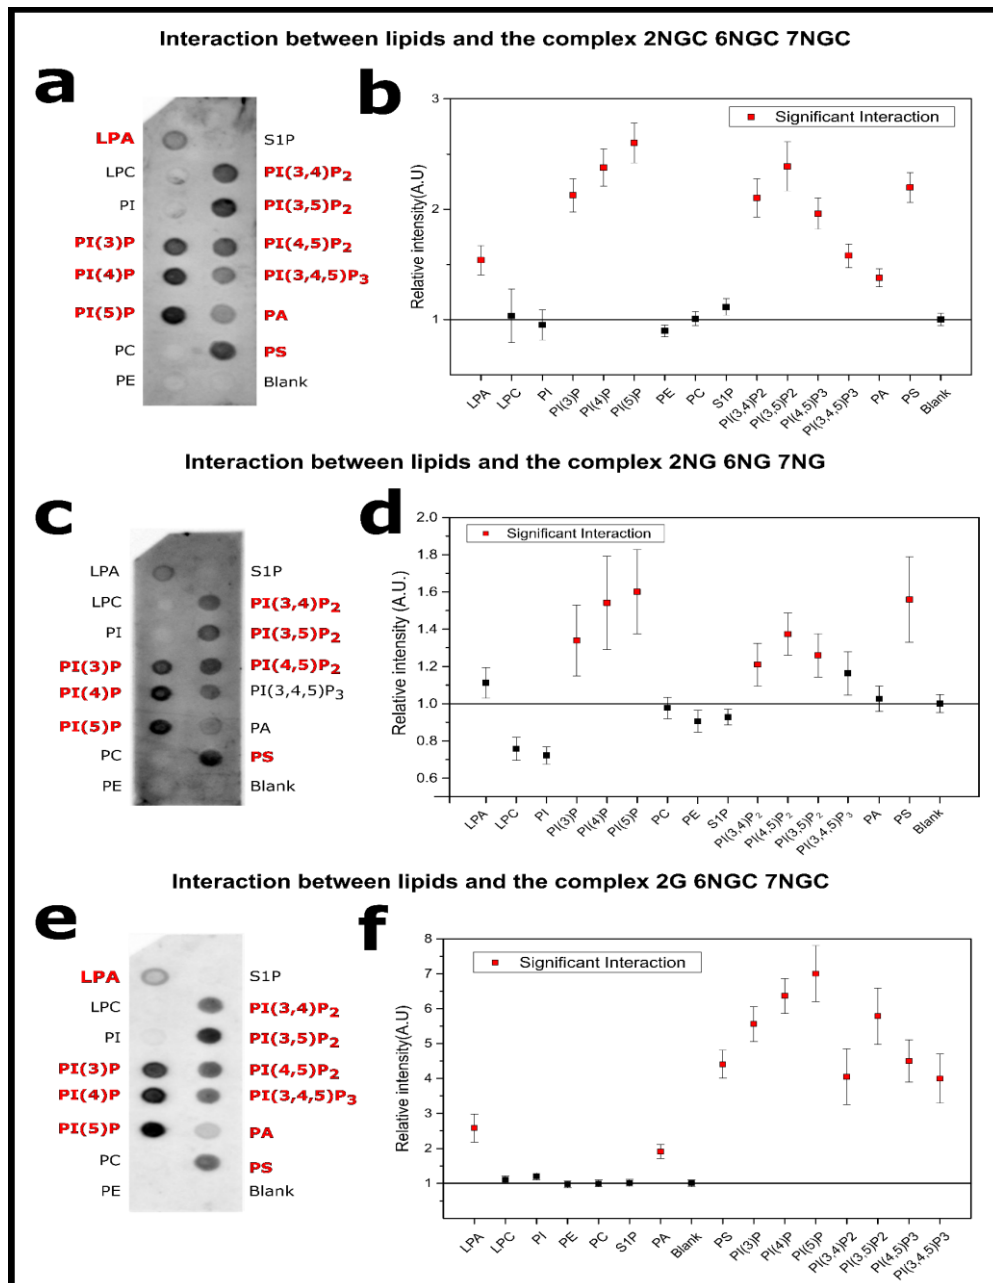 Interaction between lipids and the complex 2NGC 6NGC 7NGC
a
LPA
S1P
LPC
PI(3,4)P2
PI
PI(3,5)P2
PI(3)P
PI(4,5)P2
PI(4)P
PI(3,4,5)P3
PI(5)P
PA
PC
PS
PE
Blank
b
3
2
1
Relative intensity(A.U)
Significant Interaction
LPA
LPC
PI
PI(3)P
PI(4)P
PI(5)P
PE
PC
S1P
PI(3,4)P2
PI(3,5)P2
PI(4,5)P3
PI(3,4,5)P3
PA
PS
Blank
Interaction between lipids and the complex 2NG 6NG 7NG
c
LPA
S1P
LPC
PI(3,4)P2
PI
PI(3,5)P2
PI(3)P
PI(4,5)P2
PI(4)P
PI(3,4,5)P3
PI(5)P
PA
PC
PS
PE
Blank
d
2.0
1.8
1.6
1.4
1.2
1.0
0.8
0.6
Relative intensity (A.U.)
Significant Interaction
LPA
LPC
PI
PI(3)P
PI(4)P
PI(5)P
PC
PE
S1P
PI(3,4)P2
PI(4,5)P2
PI(3,5)P2
PI(3,4,5)P3
PA
PS
Blank
Interaction between lipids and the complex 2G 6NGC 7NGC
e
LPA
S1P
LPC
PI(3,4)P2
PI
PI(3,5)P2
PI(3)P
PI(4,5)P2
PI(4)P
PI(3,4,5)P3
PI(5)P
PA
PC
PS
PE
Blank
f
8
7
6
5
4
3
2
1
0
Relative intensity(A.U)
Significant Interaction
LPA
LPC
PI
PE
PC
S1P
PA
Blank
PS
PI(3)P
PI(4)P
PI(5)P
PI(3,4)P2
PI(3,5)P2
PI(4,5)P3
PI(3,4,5)P3